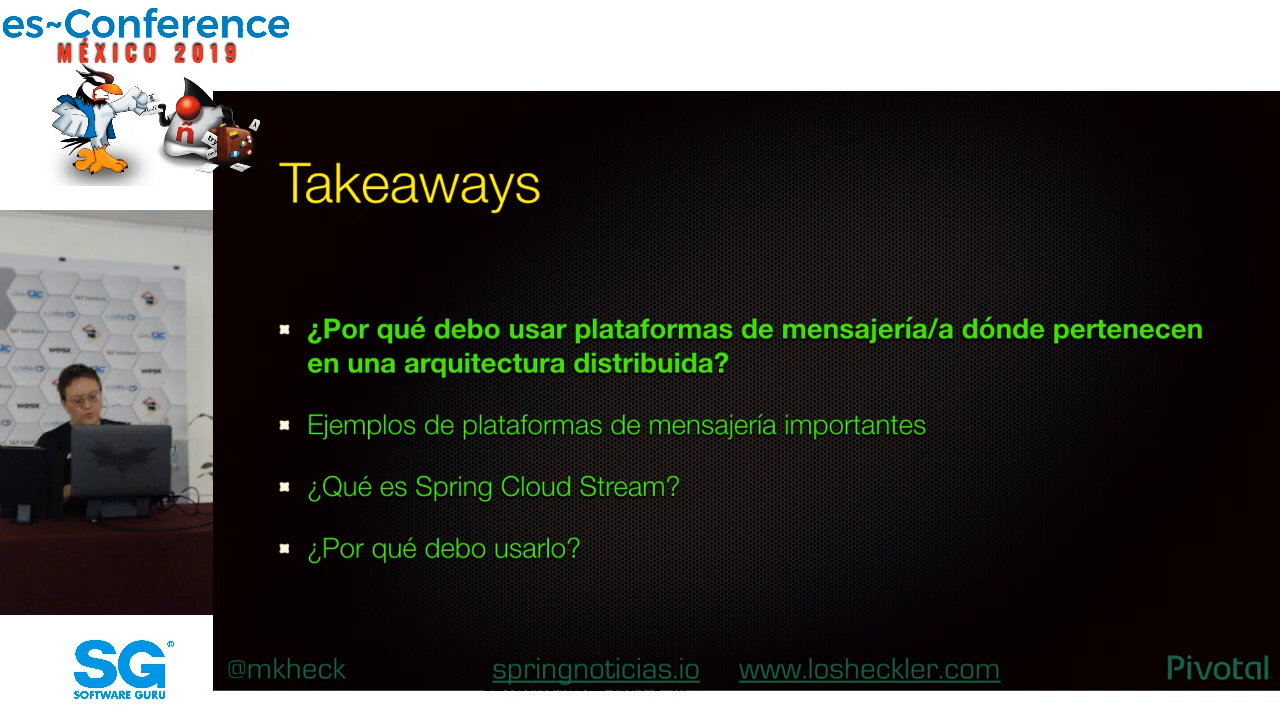 es~Conference
MÉXICO 2019
ñ
Takeaways
¿Por qué debo usar plataformas de mensajería/a dónde pertenecen
en una arquitectura distribuida?
Ejemplos de plataformas de mensajería importantes
¿Qué es Spring Cloud Stream?
¿Por qué debo usarlo?
SG®
SOFTWARE GURU
@mkheck
springnoticias.io
www.losheckler.com
Pivotal